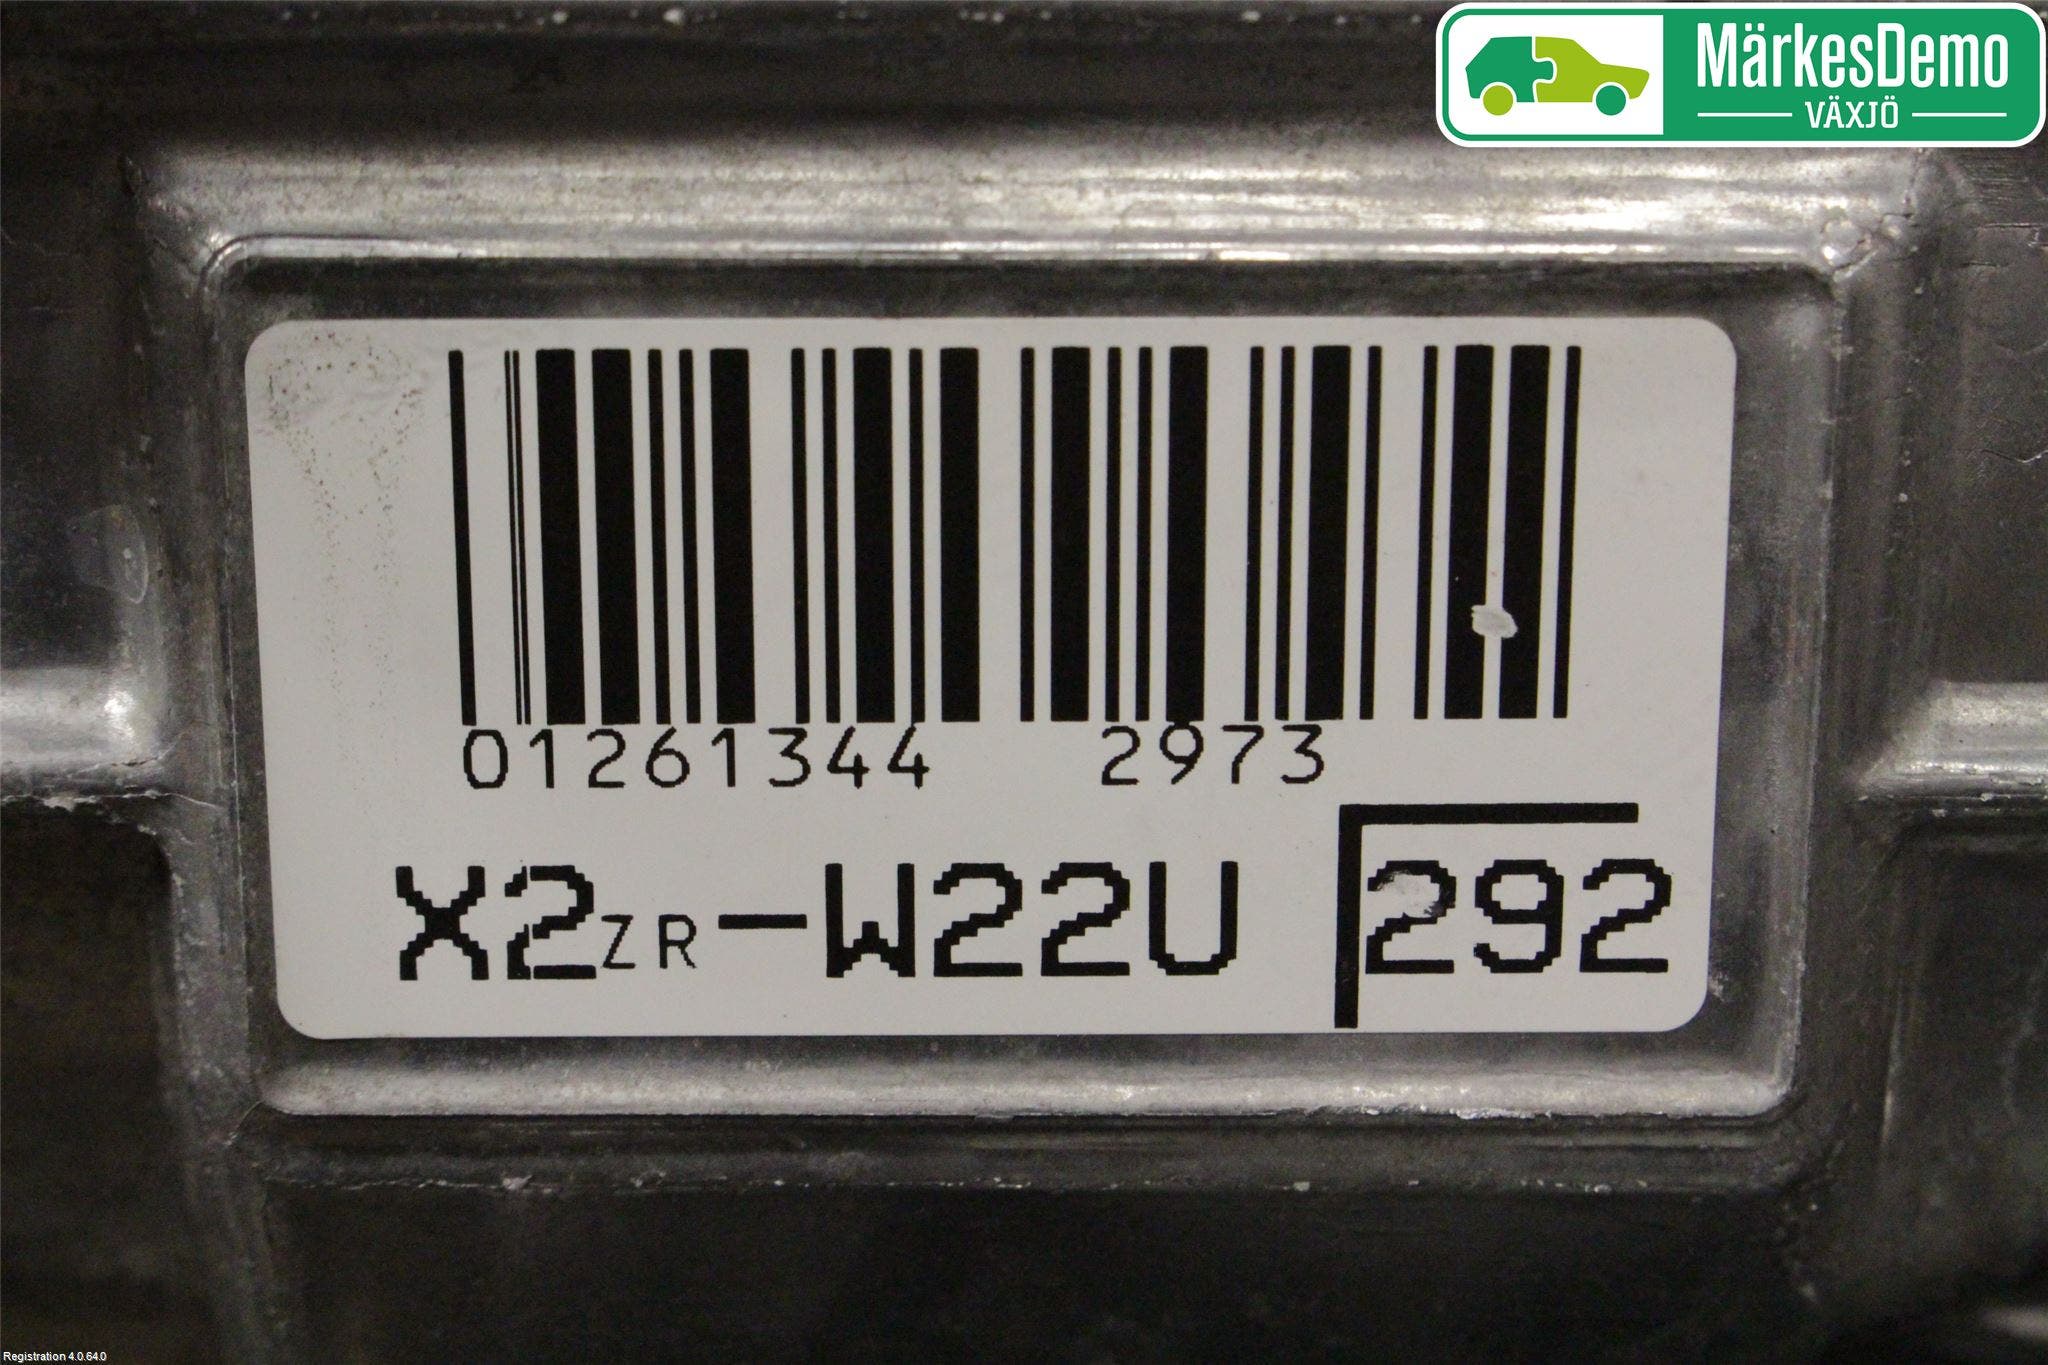 MärkesDemo
VÄXJÖ
01261344 2973
X2ZR-W22U 292
Registration 4.0.64.0